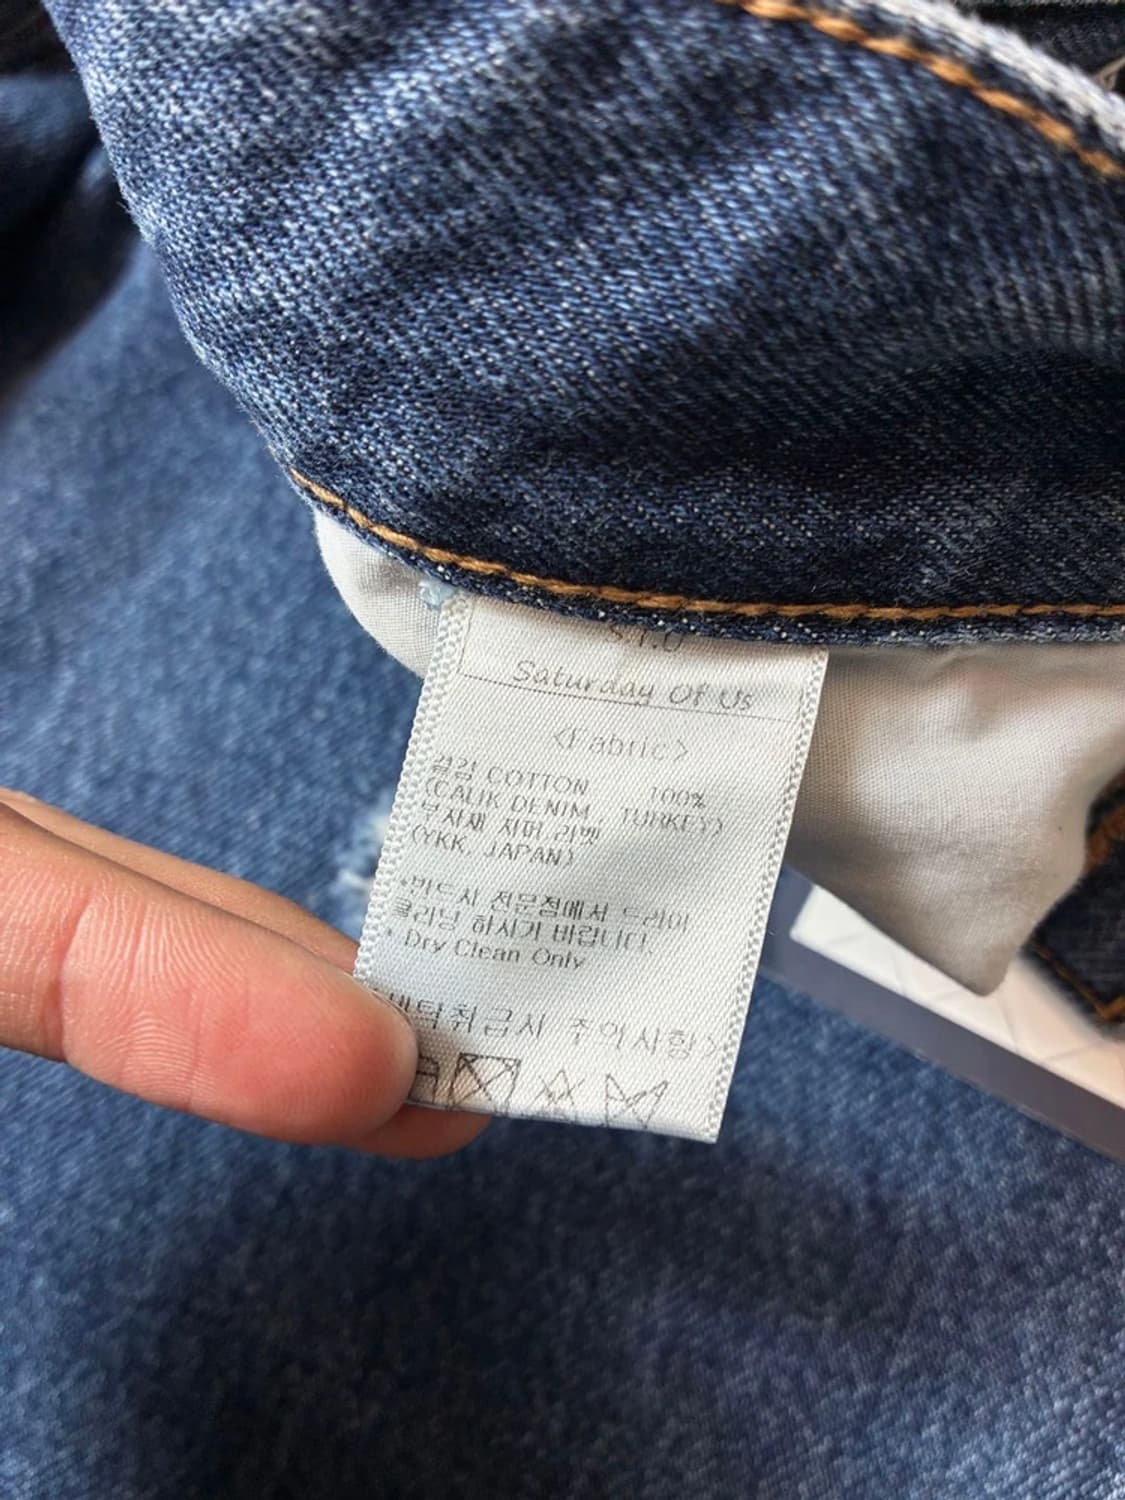 Saturday Of Us
<Fabric>
겉감 COTTON 100%
(CALIK DENIM, TURKEY)
부자재 지퍼,리벳
(YKK, JAPAN)
*반드시 전문점에서 드라이
클리닝 하시기 바랍니다.
* Dry Clean Only
세탁취급시 주의사항>